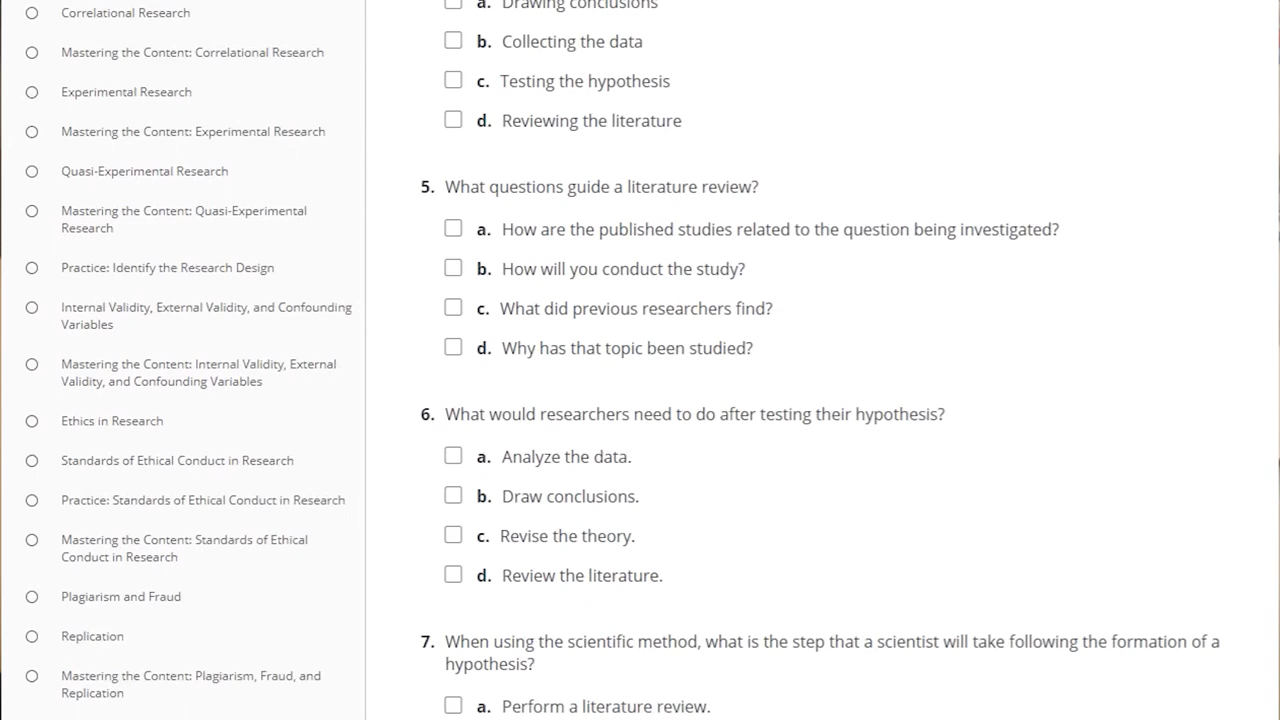 Correlational Research
Mastering the Content: Correlational Research
Experimental Research
Mastering the Content: Experimental Research
Quasi-Experimental Research
Mastering the Content: Quasi-Experimental
Research
Practice: Identify the Research Design
Internal Validity, External Validity, and Confounding
Variables
Mastering the Content: Internal Validity, External
Validity, and Confounding Variables
Ethics in Research
Standards of Ethical Conduct in Research
Practice: Standards of Ethical Conduct in Research
Mastering the Content: Standards of Ethical
Conduct in Research
Plagiarism and Fraud
Replication
Mastering the Content: Plagiarism, Fraud, and
Replication
a. Drawing conclusions
b. Collecting the data
c. Testing the hypothesis
d. Reviewing the literature
5. What questions guide a literature review?
a. How are the published studies related to the question being investigated?
b. How will you conduct the study?
c. What did previous researchers find?
d. Why has that topic been studied?
6. What would researchers need to do after testing their hypothesis?
a. Analyze the data.
b. Draw conclusions.
c. Revise the theory.
d. Review the literature.
7. When using the scientific method, what is the step that a scientist will take following the formation of a
hypothesis?
a. Perform a literature review.